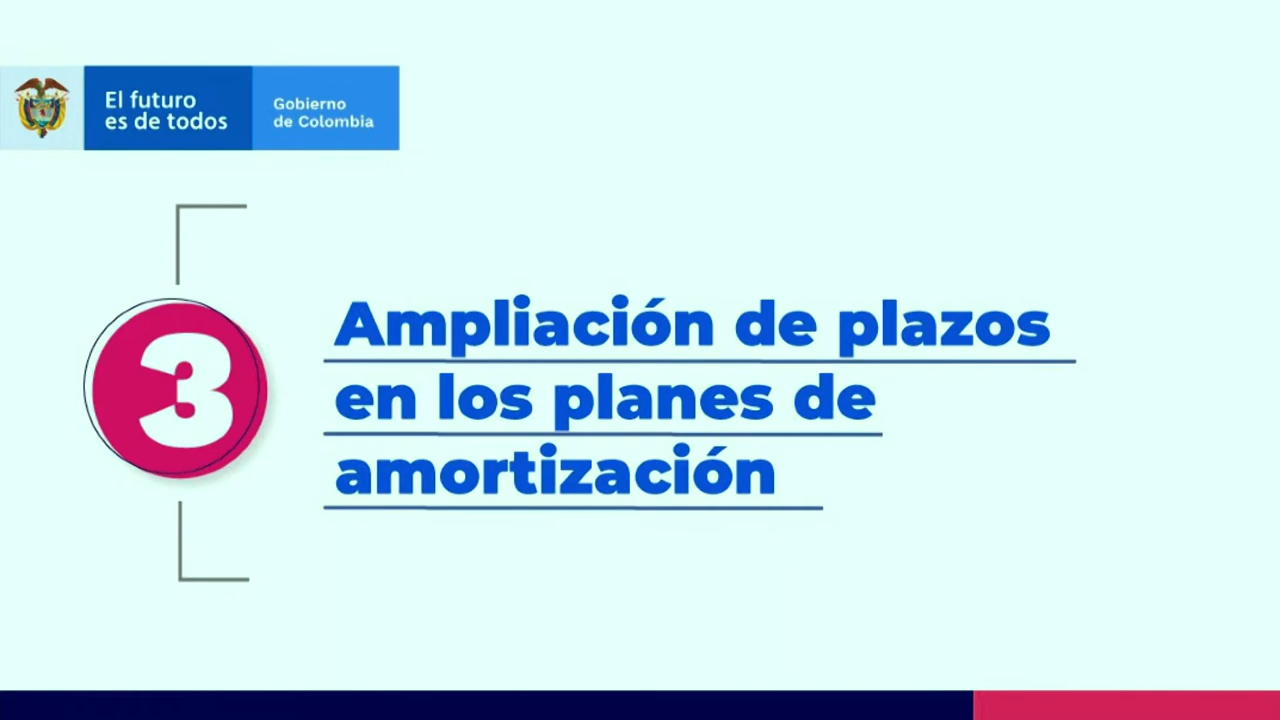 El futuro
es de todos
Gobierno
de Colombia
3
Ampliación de plazos
en los planes de
amortización